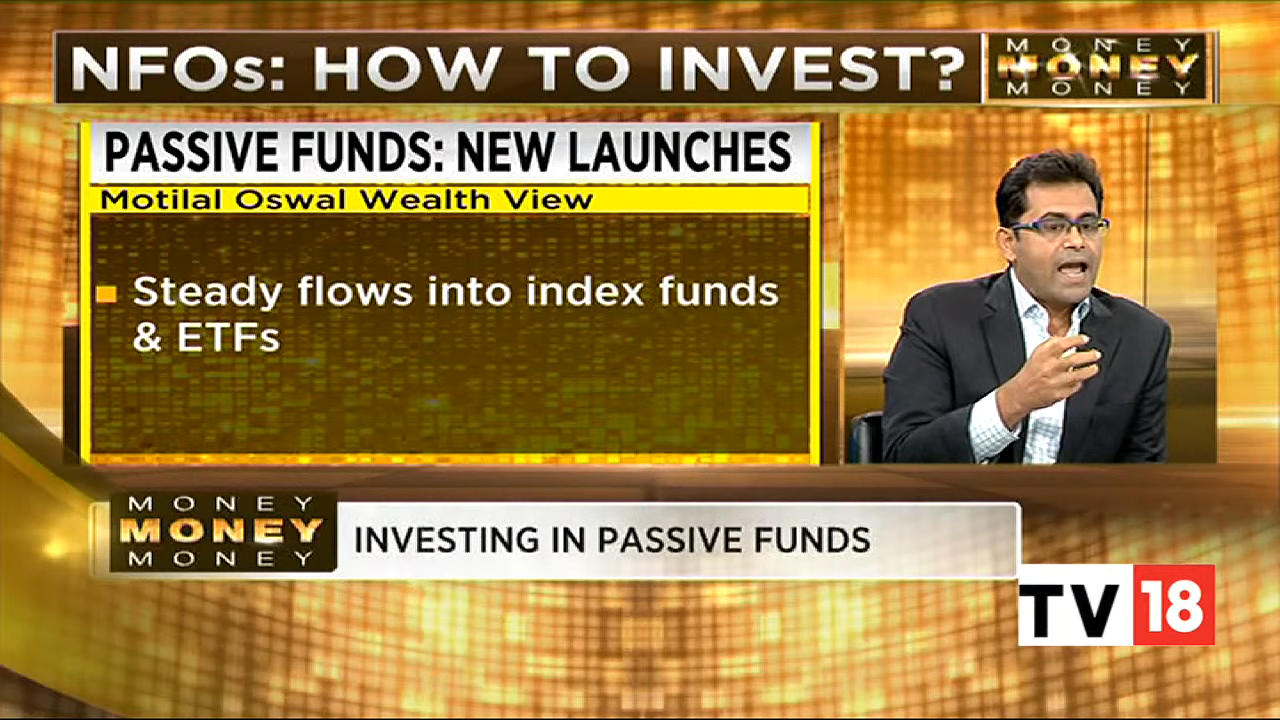 NFOs: HOW TO INVEST?
MONEY
MONEY
MONEY
PASSIVE FUNDS: NEW LAUNCHES
Motilal Oswal Wealth View
Steady flows into index funds
& ETFs
MONEY
MONEY
MONEY
INVESTING IN PASSIVE FUNDS
TV18